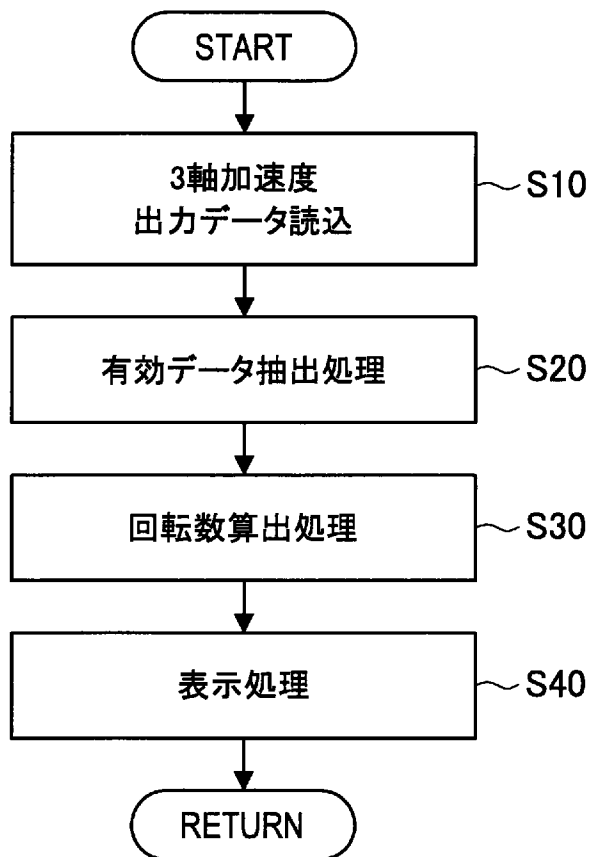 START
3軸加速度
出力データ読込
S10
有効データ抽出処理
S20
回転数算出処理
S30
表示処理
S40
RETURN